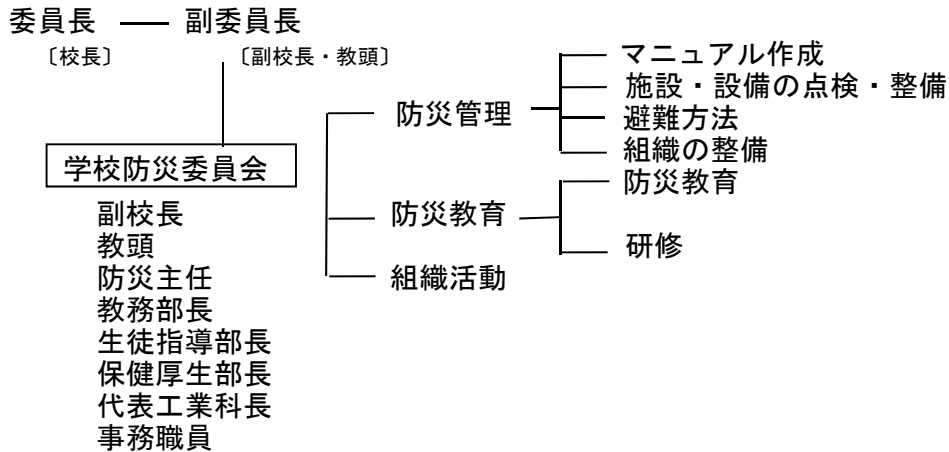 委員長 ── 副委員長
〔校長〕 〔副校長・教頭〕
学校防災委員会
副校長
教頭
防災主任
教務部長
生徒指導部長
保健厚生部長
代表工業科長
事務職員
防災管理
マニュアル作成
施設・設備の点検・整備
避難方法
組織の整備
防災教育
防災教育
研修
組織活動